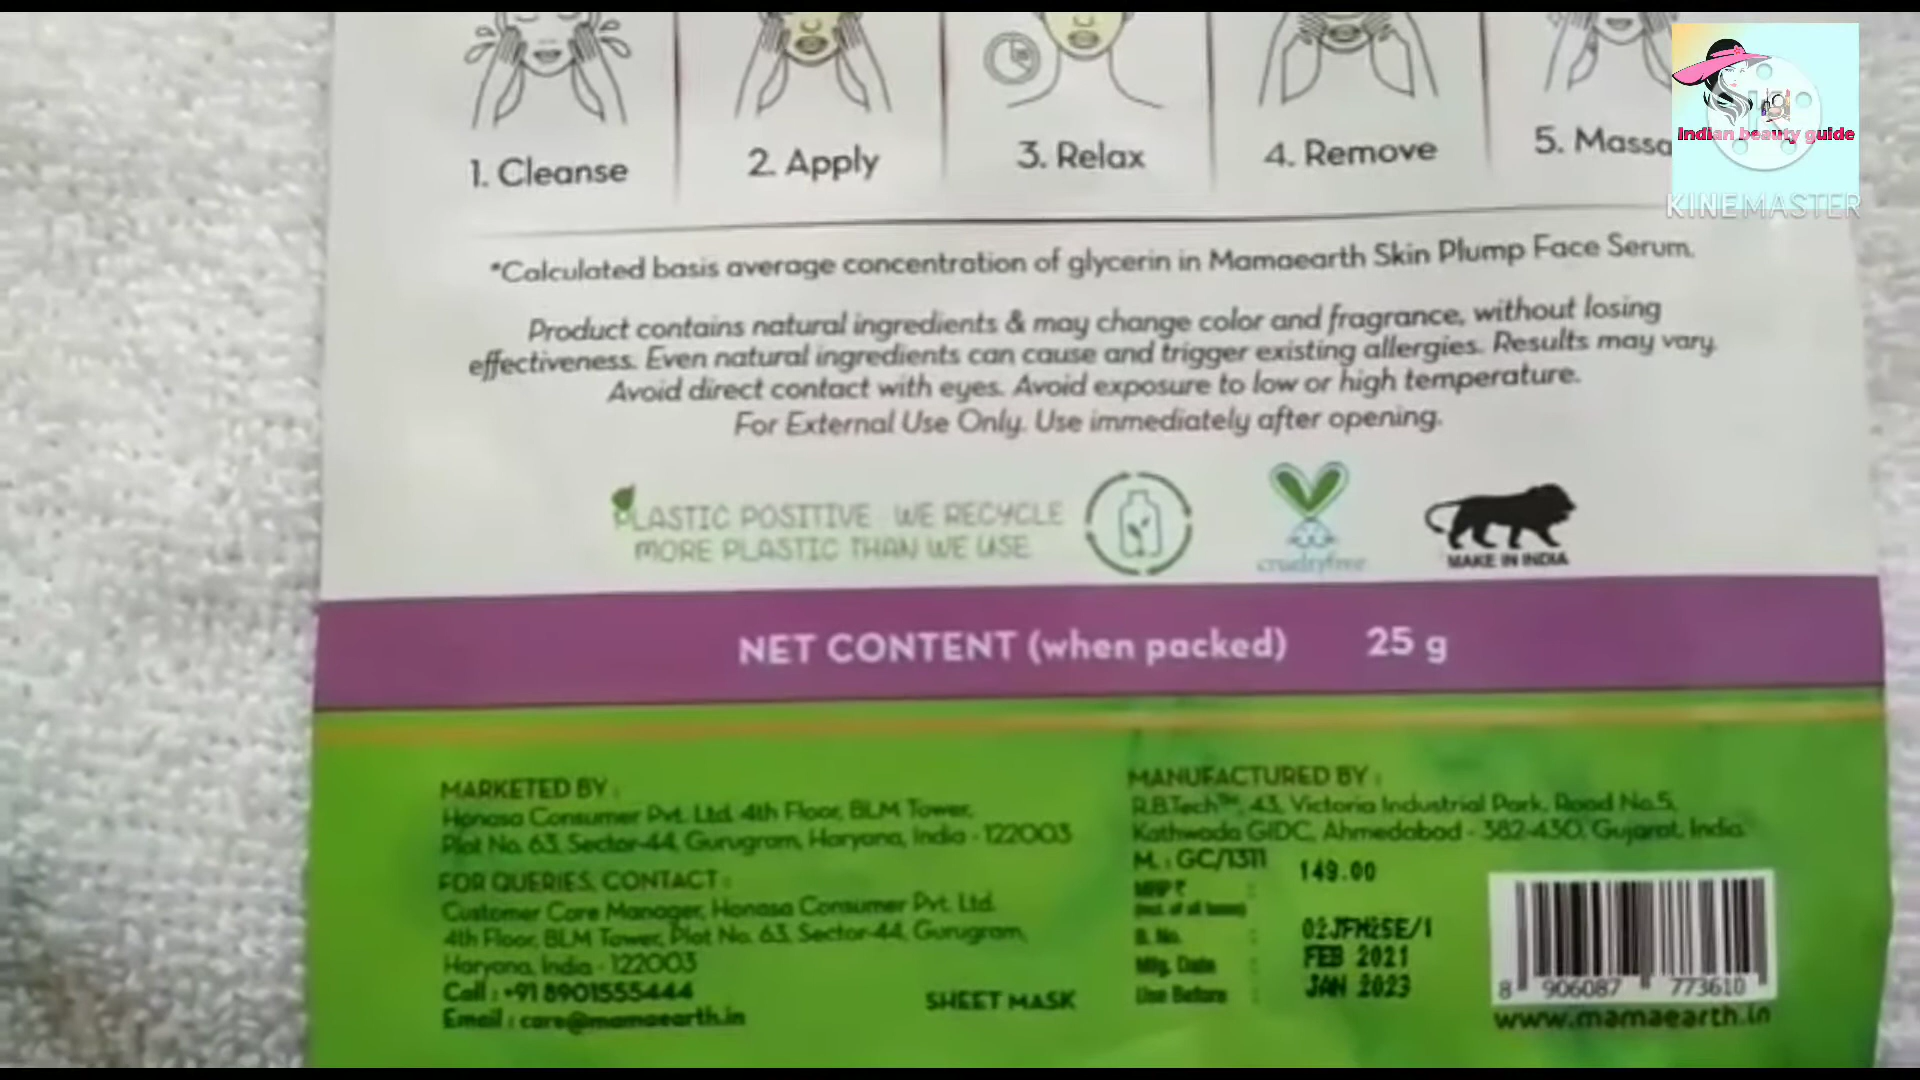 1. Cleanse
2. Apply
3. Relax
4. Remove
5. Massa
Indian beauty guide
KINEMASTER
*Calculated basis average concentration of glycerin in Mamaearth Skin Plump Face Serum.
Product contains natural ingredients & may change color and fragrance, without losing
effectiveness. Even natural ingredients can cause and trigger existing allergies. Results may vary.
Avoid direct contact with eyes. Avoid exposure to low or high temperature.
For External Use Only. Use immediately after opening.
PLASTIC POSITIVE - WE RECYCLE
MORE PLASTIC THAN WE USE
crueltyfree
MAKE IN INDIA
NET CONTENT (when packed) 25 g
MARKETED BY :
Honasa Consumer Pvt. Ltd. 4th Floor, BLM Tower,
Plot No. 63, Sector-44, Gurugram, Haryana, India - 122003
FOR QUERIES, CONTACT :
Customer Care Manager, Honasa Consumer Pvt. Ltd.
4th Floor, BLM Tower, Plot No. 63, Sector-44, Gurugram,
Haryana, India - 122003
Call : +91 8901555444
Email : care@mamaearth.in
SHEET MASK
MANUFACTURED BY :
R.B.Tech™, 43, Victoria Industrial Park, Road No.5,
Kathwada GIDC, Ahmedabad - 382-430, Gujarat, India
M. : GC/1311
MRP ₹ : 149.00
(Incl. of all taxes)
B. No. : 02JFM25E/1
Mfg. Date : FEB 2021
Use Before : JAN 2023
8 906087 773610
www.mamaearth.in